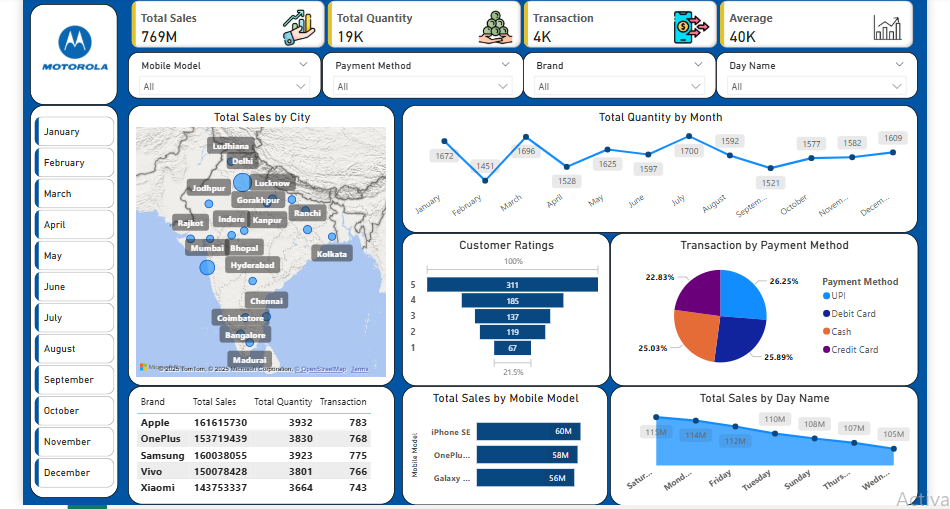 MOTOROLA
Total Sales
769M
Total Quantity
19K
Transaction
4K
Average
40K
Mobile Model
All
Payment Method
All
Brand
All
Day Name
All
January
February
March
April
May
June
July
August
September
October
November
December
Total Sales by City
Ludhiana
Delhi
Jodhpur
Lucknow
Gorakhpur
Ranchi
Rajkot
Indore
Kanpur
Mumbai
Bhopal
Kolkata
Hyderabad
Chennai
Coimbatore
Bangalore
Madurai
© 2025 TomTom, © 2025 Microsoft Corporation, © OpenStreetMap Terms
Total Quantity by Month
1672
1451
1696
1528
1625
1597
1700
1592
1521
1577
1582
1609
January
February
March
April
May
June
July
August
Septem...
October
Novem...
Decem...
Customer Ratings
100%
5 311
4 185
3 137
2 119
1 67
21.5%
Transaction by Payment Method
22.83%
26.25%
25.03%
25.89%
Payment Method
UPI
Debit Card
Cash
Credit Card
Brand Total Sales Total Quantity Transaction
Apple 161615730 3932 783
OnePlus 153719439 3830 768
Samsung 160038055 3923 775
Vivo 150078428 3801 766
Xiaomi 143753337 3664 743
Total Sales by Mobile Model
Mobile Model
iPhone SE 60M
OnePlu... 58M
Galaxy ... 56M
Total Sales by Day Name
115M
114M
112M
110M
108M
107M
105M
Satur...
Mond...
Friday
Tuesday
Sunday
Thurs...
Wedn...
Activa